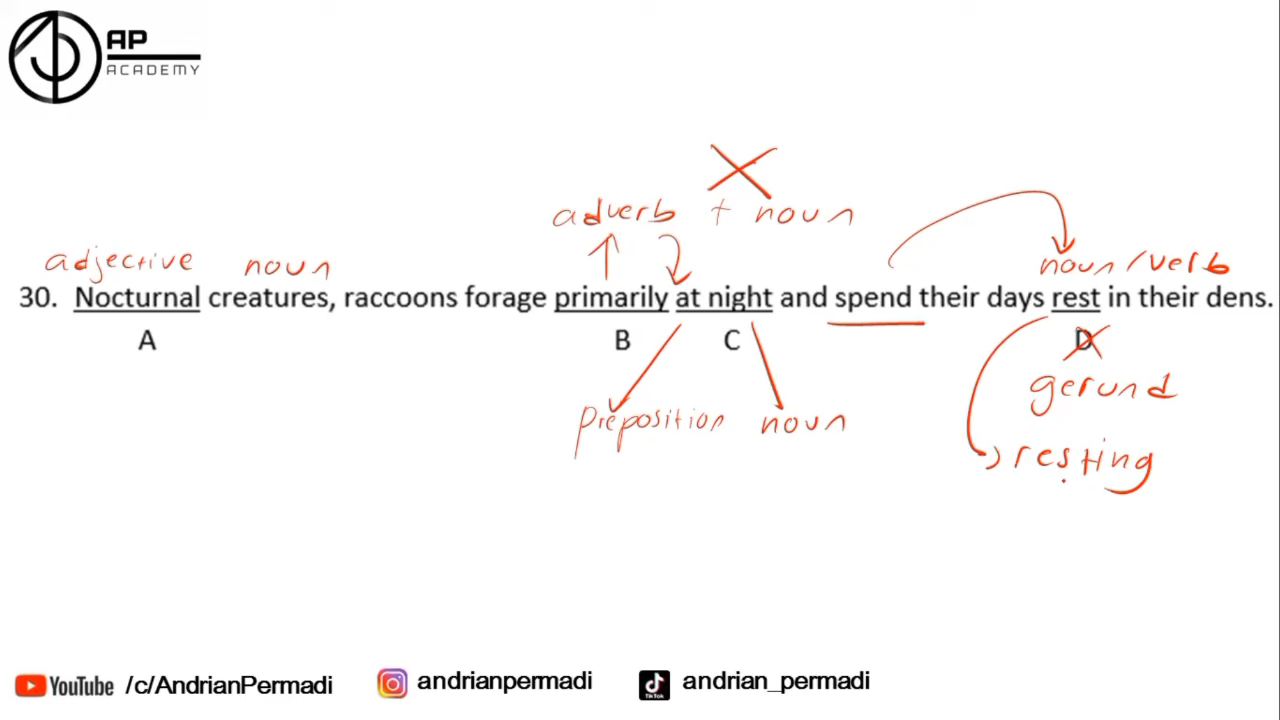 AP
ACADEMY
adverb + noun
adjective noun noun/verb
30. Nocturnal creatures, raccoons forage primarily at night and spend their days rest in their dens.
A B C D
gerund
preposition noun
resting
YouTube /c/AndrianPermadi andrianpermadi TikTok andrian_permadi